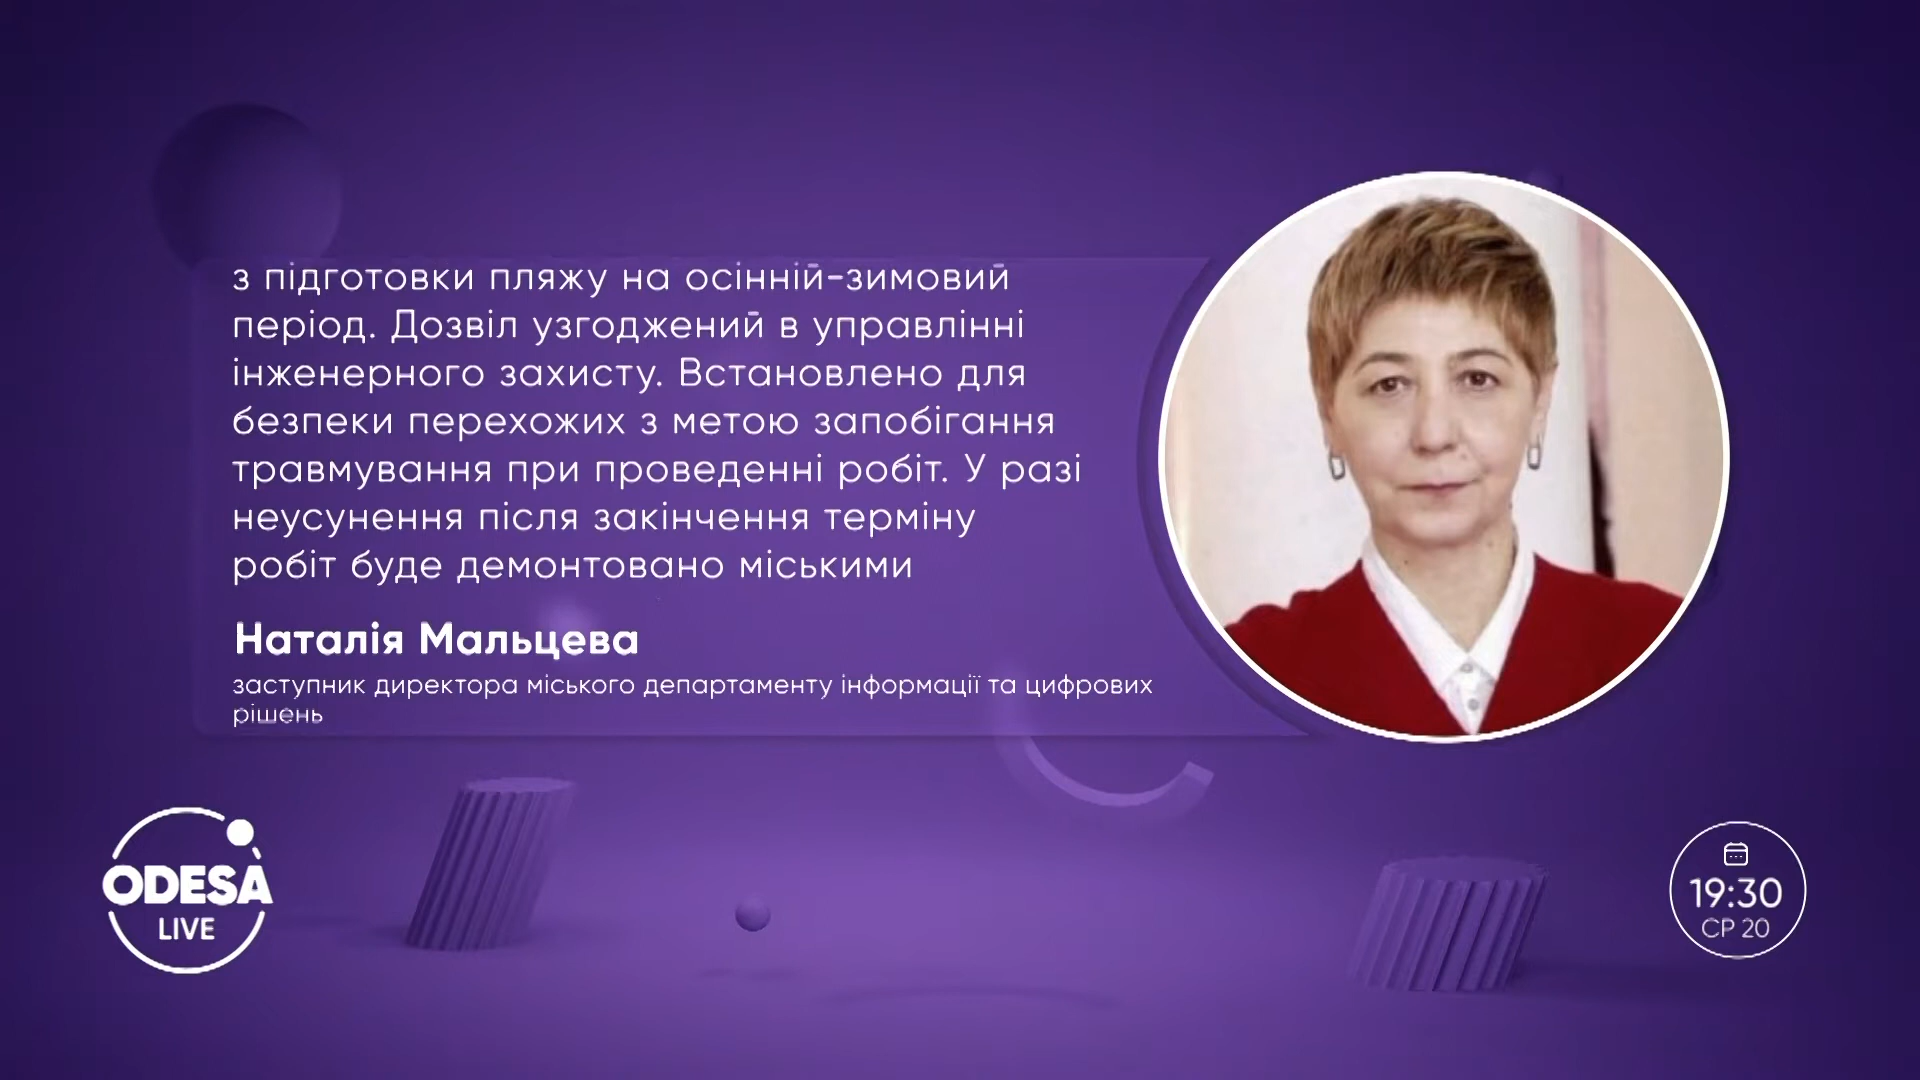 з підготовки пляжу на осінній-зимовий
період. Дозвіл узгоджений в управлінні
інженерного захисту. Встановлено для
безпеки перехожих з метою запобігання
травмування при проведенні робіт. У разі
неусунення після закінчення терміну
робіт буде демонтовано міськими
Наталія Мальцева
заступник директора міського департаменту інформації та цифрових
рішень
ODESA
LIVE
19:30
СР 20